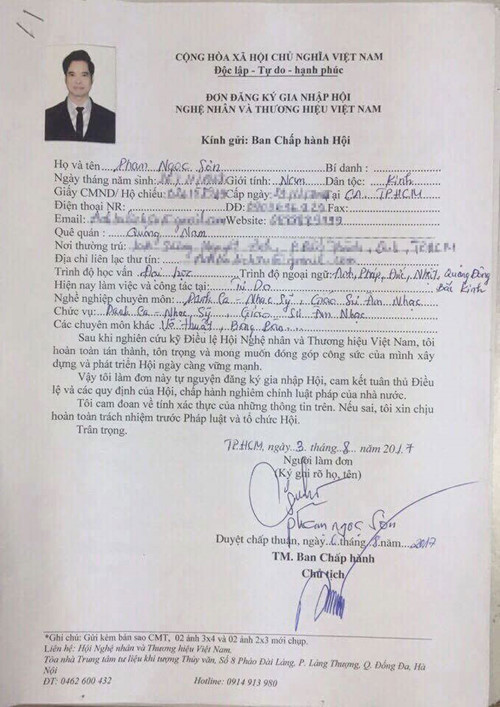 CỘNG HÒA XÃ HỘI CHỦ NGHĨA VIỆT NAM
Độc lập - Tự do - hạnh phúc
ĐƠN ĐĂNG KÝ GIA NHẬP HỘI
NGHỆ NHÂN VÀ THƯƠNG HIỆU VIỆT NAM
Kính gửi: Ban Chấp hành Hội
Họ và tên Phạm Ngọc Sơn Bí danh :
Ngày tháng năm sinh: Giới tính: Nam Dân tộc: Kinh
Giấy CMND/ Hộ chiếu: Cấp ngày: tại CA TP.HCM
Điện thoại NR: DĐ: Fax:
Email: Website:
Quê quán : Quảng Nam
Nơi thường trú: TP.HCM
Địa chỉ liên lạc thư tín:
Trình độ học vấn Đại học Trình độ ngoại ngữ: Anh, Pháp, Đức, Nhật, Quảng Đông
Hiện nay làm việc và công tác tại: Tự Do Bắc Kinh
Nghề nghiệp chuyên môn: Danh Ca - Nhạc Sỹ, Giáo Sư Âm Nhạc
Chức vụ: Danh Ca - Nhạc Sỹ, Giáo Sư Âm Nhạc
Các chuyên môn khác Võ thuật, Bóng Bàn
Sau khi nghiên cứu kỹ Điều lệ Hội Nghệ nhân và Thương hiệu Việt Nam, tôi
hoàn toàn tán thành, tôn trọng và mong muốn đóng góp công sức của mình xây
dựng và phát triển Hội ngày càng vững mạnh.
Vậy tôi làm đơn này tự nguyện đăng ký gia nhập Hội, cam kết tuân thủ Điều
lệ và các quy định của Hội, chấp hành nghiêm chỉnh luật pháp của nhà nước.
Tôi cam đoan về tính xác thực của những thông tin trên. Nếu sai, tôi xin chịu
hoàn toàn trách nhiệm trước Pháp luật và tổ chức Hội.
Trân trọng.
TP.HCM, ngày 3 tháng 8 năm 2017
Người làm đơn
(Ký ghi rõ họ, tên)
Phạm Ngọc Sơn
Duyệt chấp thuận, ngày tháng 8 năm 2017
TM. Ban Chấp hành
Chủ tịch
*Ghi chú: Gửi kèm bản sao CMT, 02 ảnh 3x4 và 02 ảnh 2x3 mới chụp.
Liên hệ: Hội Nghệ nhân và Thương hiệu Việt Nam.
Tòa nhà Trung tâm tư liệu khí tượng Thủy văn, Số 8 Pháo Đài Láng, P. Láng Thượng, Q. Đống Đa, Hà
Nội
ĐT: 0462 600 432 Hotline: 0914 913 980